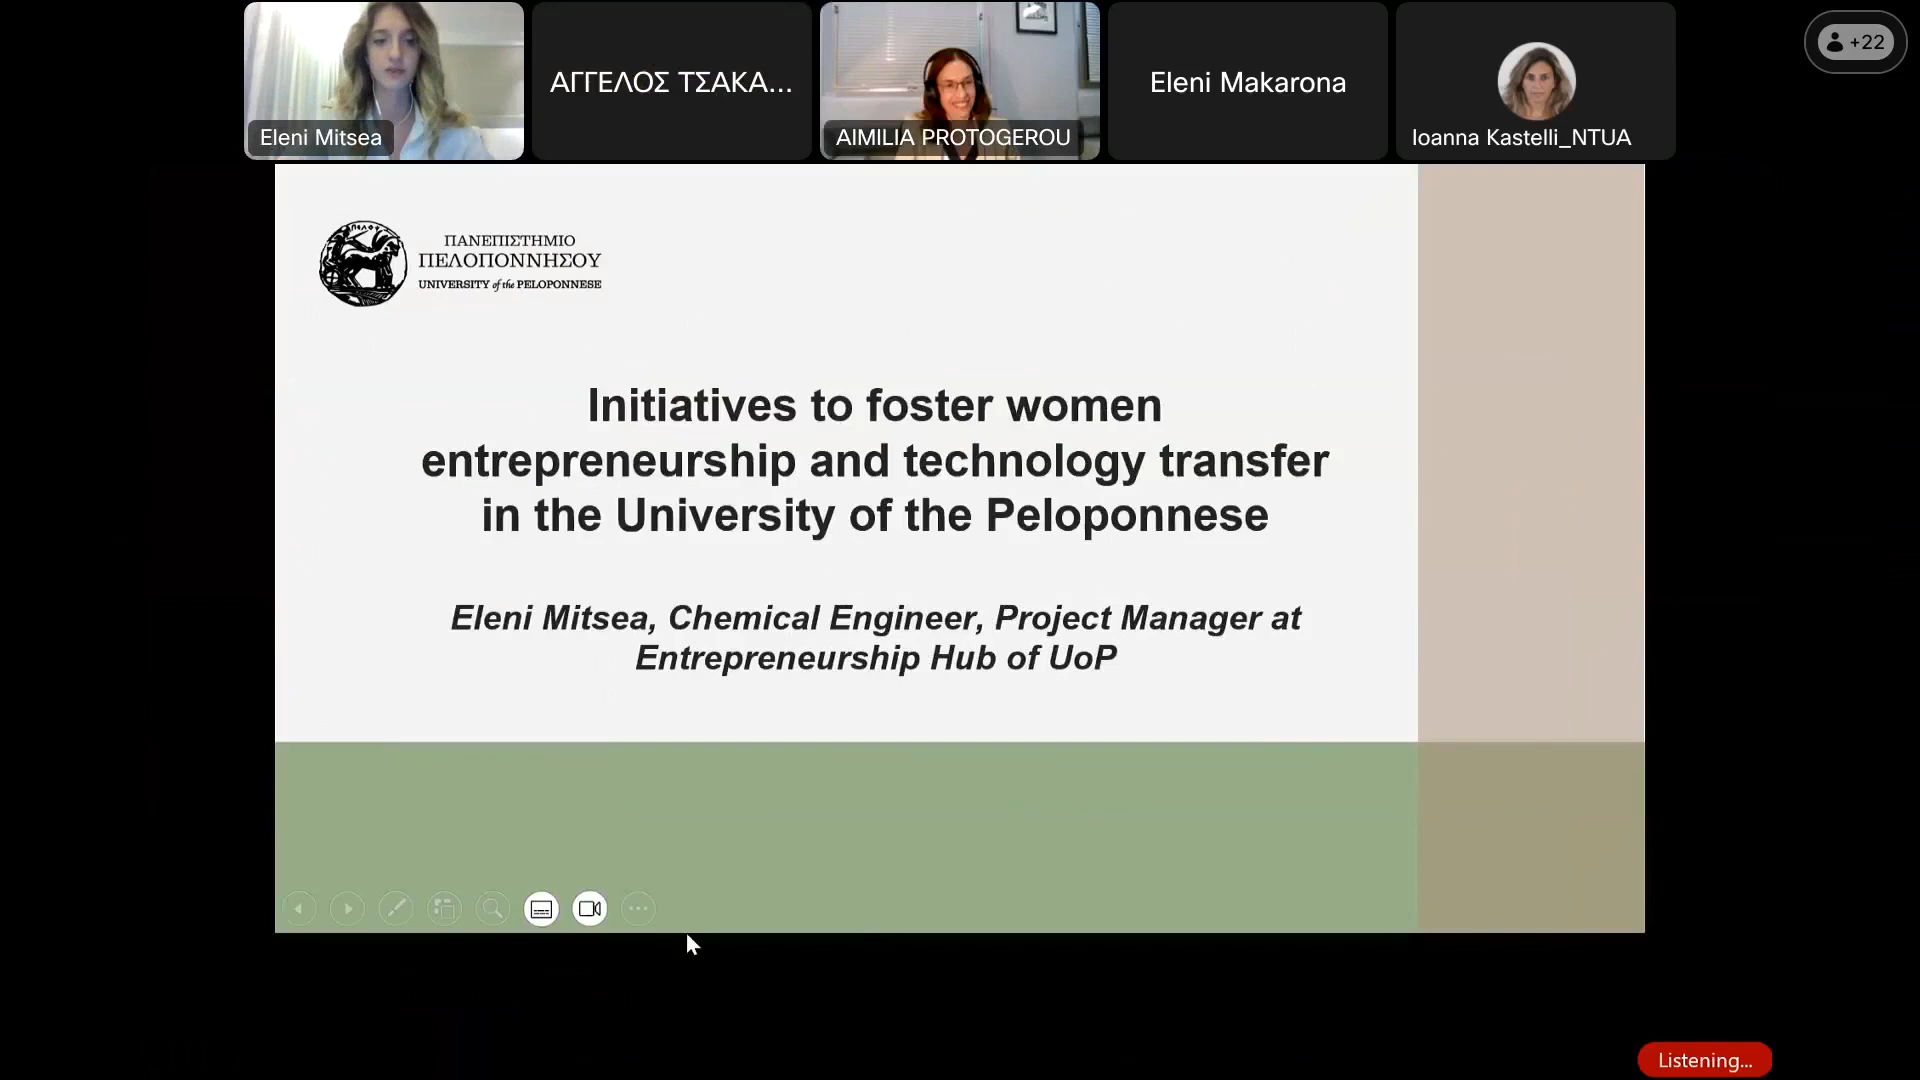 Eleni Mitsea
ΑΓΓΕΛΟΣ ΤΣΑΚΑ...
AIMILIA PROTOGEROU
Eleni Makarona
Ioanna Kastelli_NTUA
+22
ΠΑΝΕΠΙΣΤΗΜΙΟ
ΠΕΛΟΠΟΝΝΗΣΟΥ
UNIVERSITY of the PELOPONNESE
Initiatives to foster women
entrepreneurship and technology transfer
in the University of the Peloponnese
Eleni Mitsea, Chemical Engineer, Project Manager at
Entrepreneurship Hub of UoP
Listening...